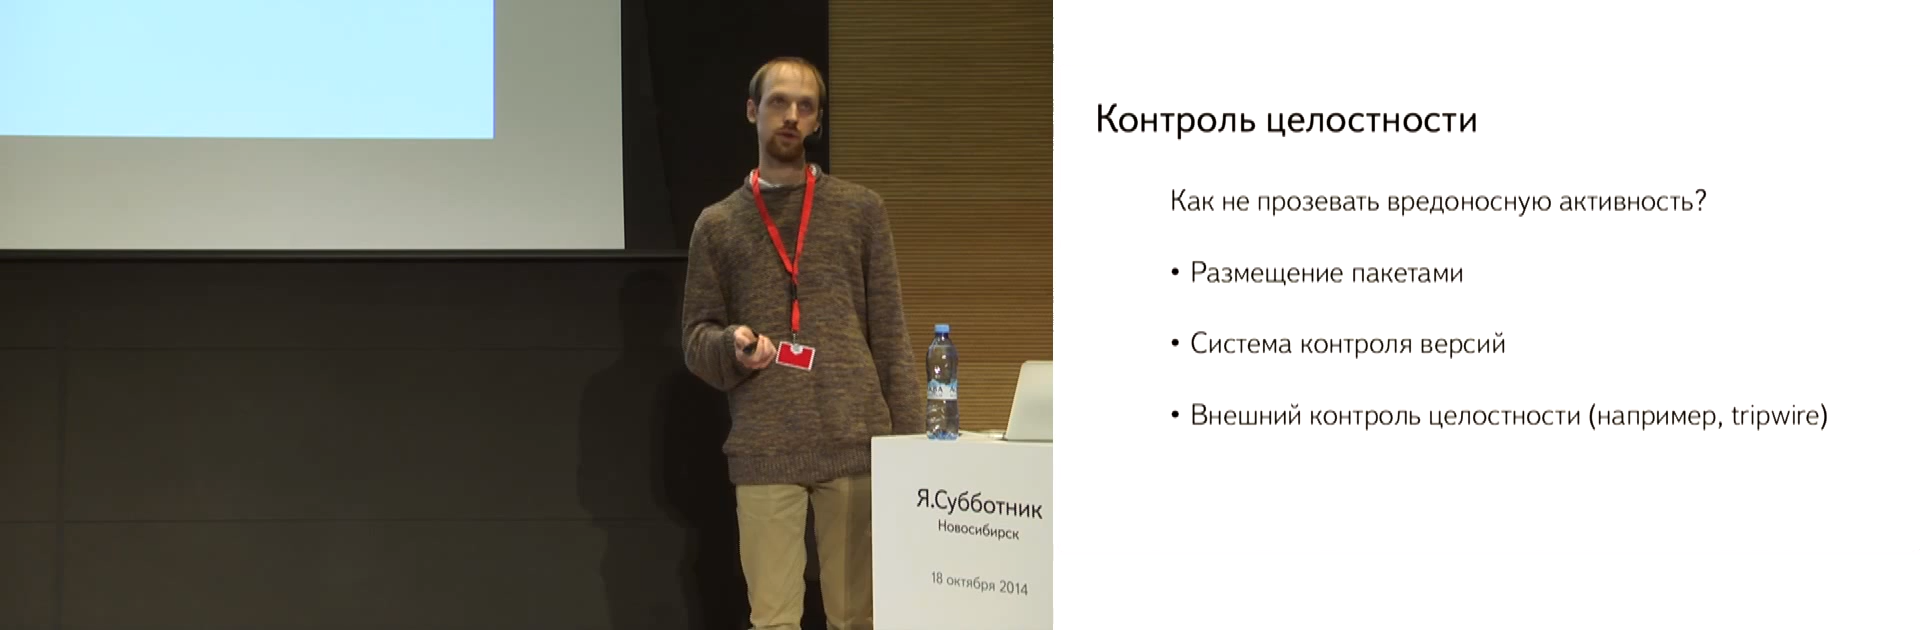 Я.Субботник
Новосибирск
18 октября 2014
Контроль целостности
Как не прозевать вредоносную активность?
• Размещение пакетами
• Система контроля версий
• Внешний контроль целостности (например, tripwire)